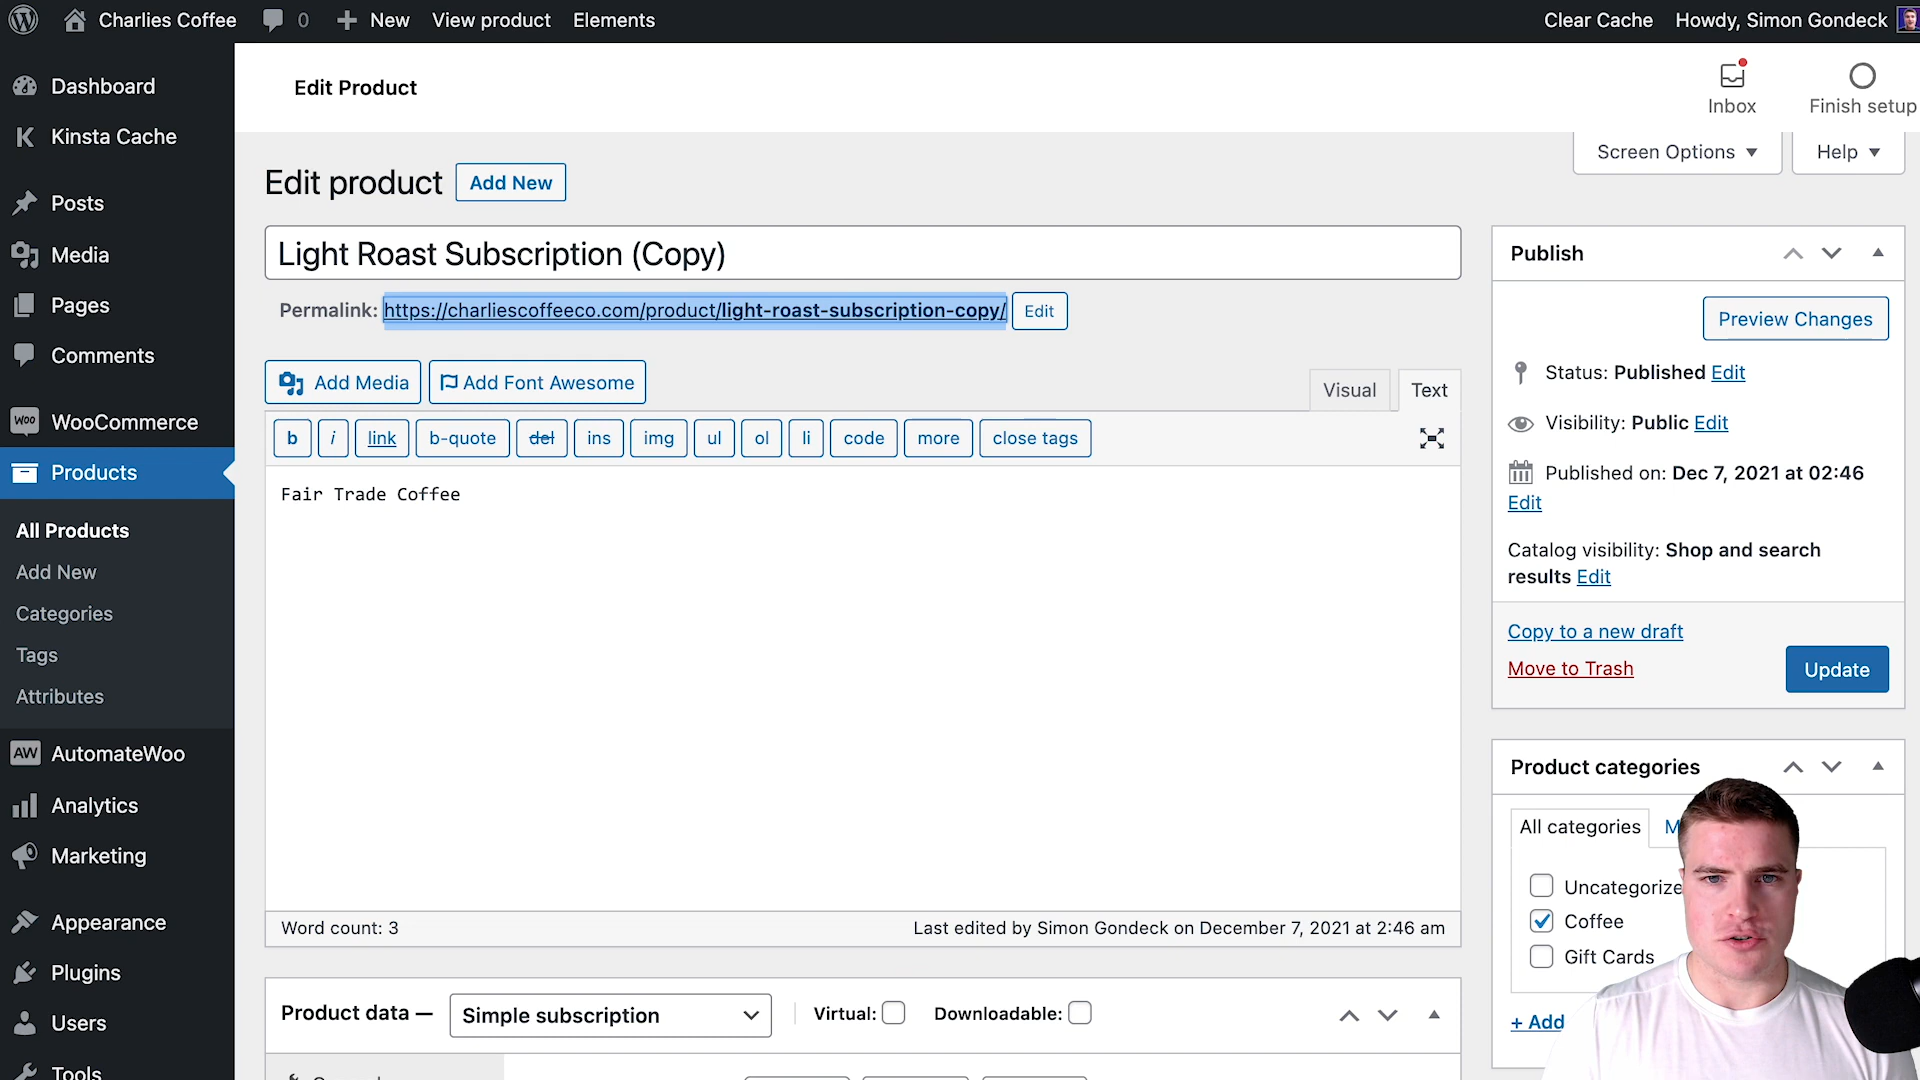 Charlies Coffee 0 New View product Elements Clear Cache Howdy, Simon Gondeck
Dashboard
Kinsta Cache
Posts
Media
Pages
Comments
WOO WooCommerce
Products
All Products
Add New
Categories
Tags
Attributes
AW AutomateWoo
Analytics
Marketing
Appearance
Plugins
Users
Tools
Edit Product
Inbox
Finish setup
Screen Options
Help
Edit product Add New
Light Roast Subscription (Copy)
Permalink: https://charliescoffeeco.com/product/light-roast-subscription-copy/ Edit
Add Media Add Font Awesome
Visual Text
b i link b-quote del ins img ul ol li code more close tags
Fair Trade Coffee
Word count: 3
Last edited by Simon Gondeck on December 7, 2021 at 2:46 am
Product data — Simple subscription Virtual: Downloadable:
Publish
Preview Changes
Status: Published Edit
Visibility: Public Edit
Published on: Dec 7, 2021 at 02:46
Edit
Catalog visibility: Shop and search
results Edit
Copy to a new draft
Move to Trash
Update
Product categories
All categories
Uncategorize
Coffee
Gift Cards
+ Add